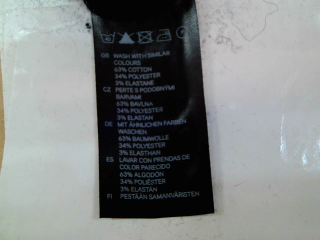 GB WASH WITH SIMILAR
COLOURS
63% COTTON
34% POLYESTER
3% ELASTANE
CZ PERTE S PODOBNÝMI
BARVAMI
63% BAVLNA
34% POLYESTER
3% ELASTAN
DE MIT ÄHNLICHEN FARBEN
WASCHEN
63% BAUMWOLLE
34% POLYESTER
3% ELASTHAN
ES LAVAR CON PRENDAS DE
COLOR PARECIDO
63% ALGODÓN
34% POLIÉSTER
3% ELASTÁN
FI PESTÄÄN SAMANVÄRISTEN